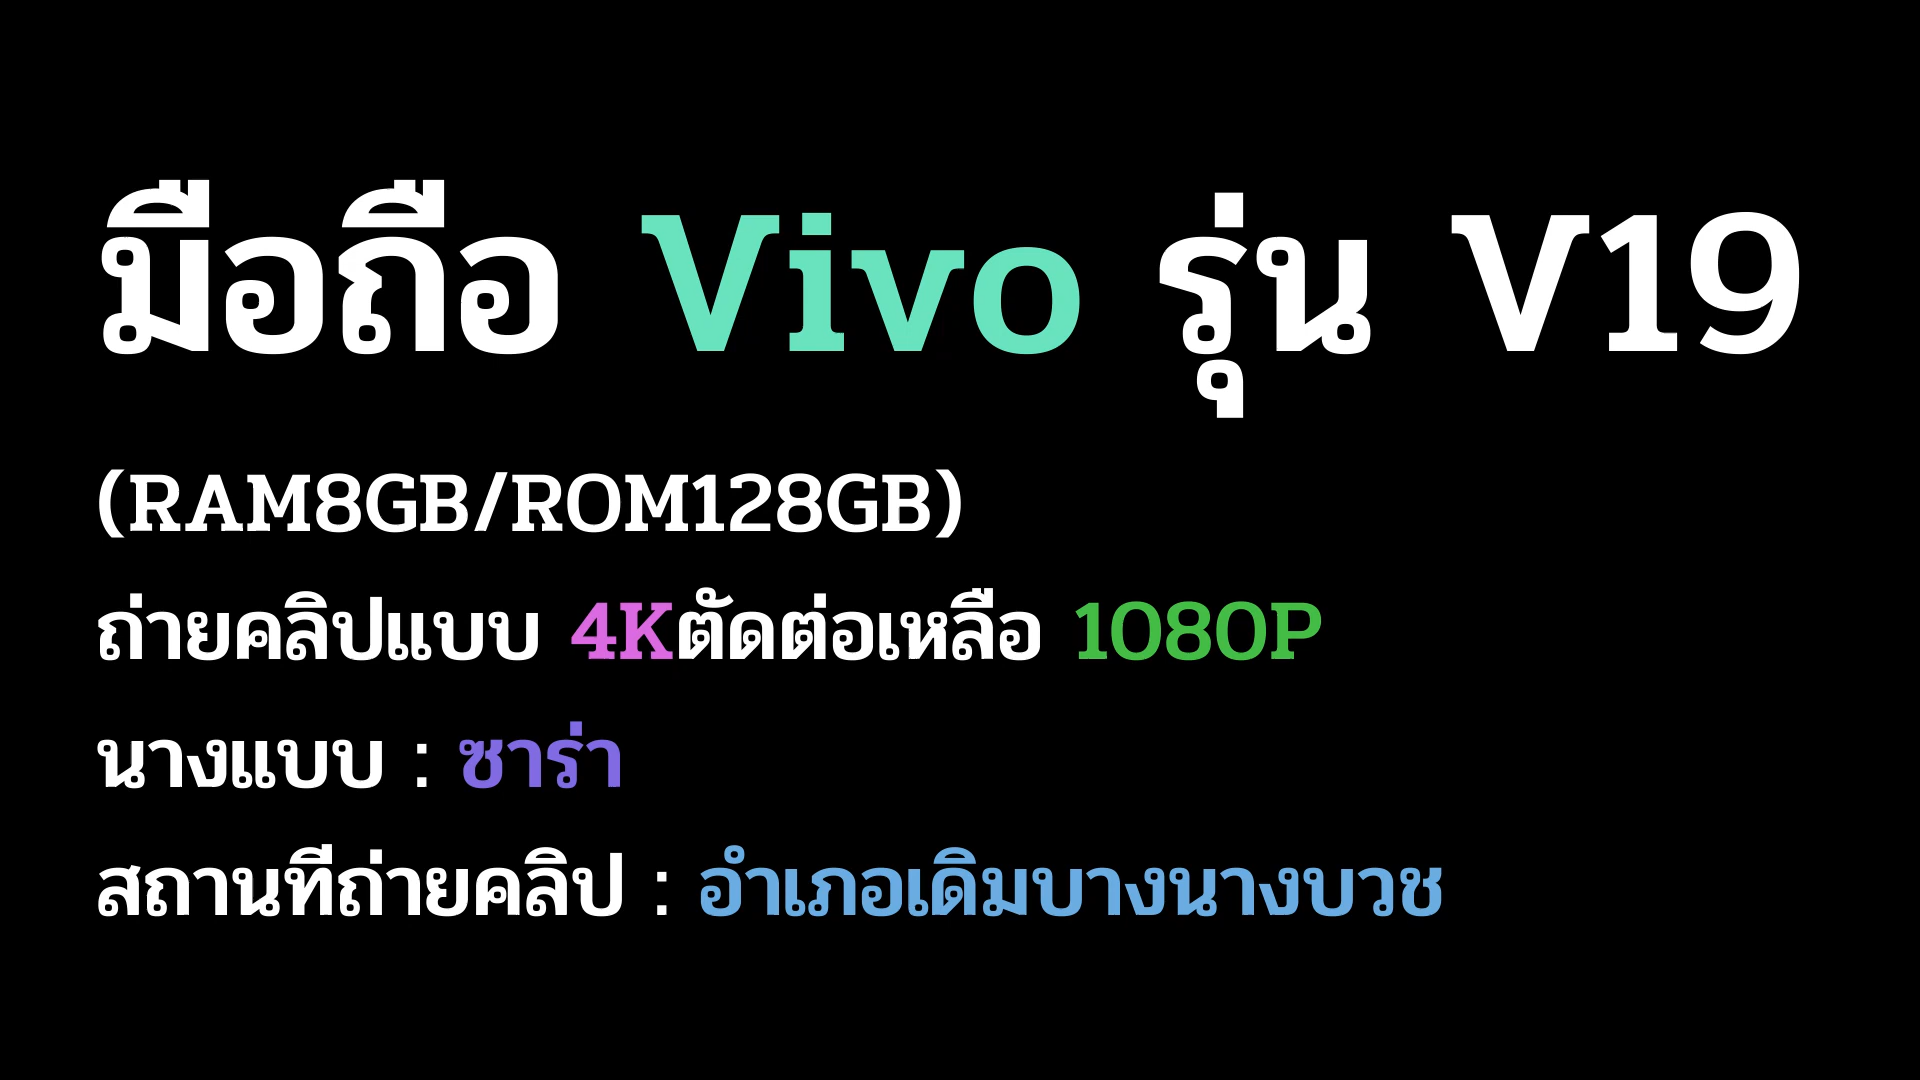 มือถือ Vivo รุ่น V19
(RAM8GB/ROM128GB)
ถ่ายคลิปแบบ 4Kตัดต่อเหลือ 1080P
นางแบบ : ซาร่า
สถานที่ถ่ายคลิป : อำเภอเดิมบางนางบวช